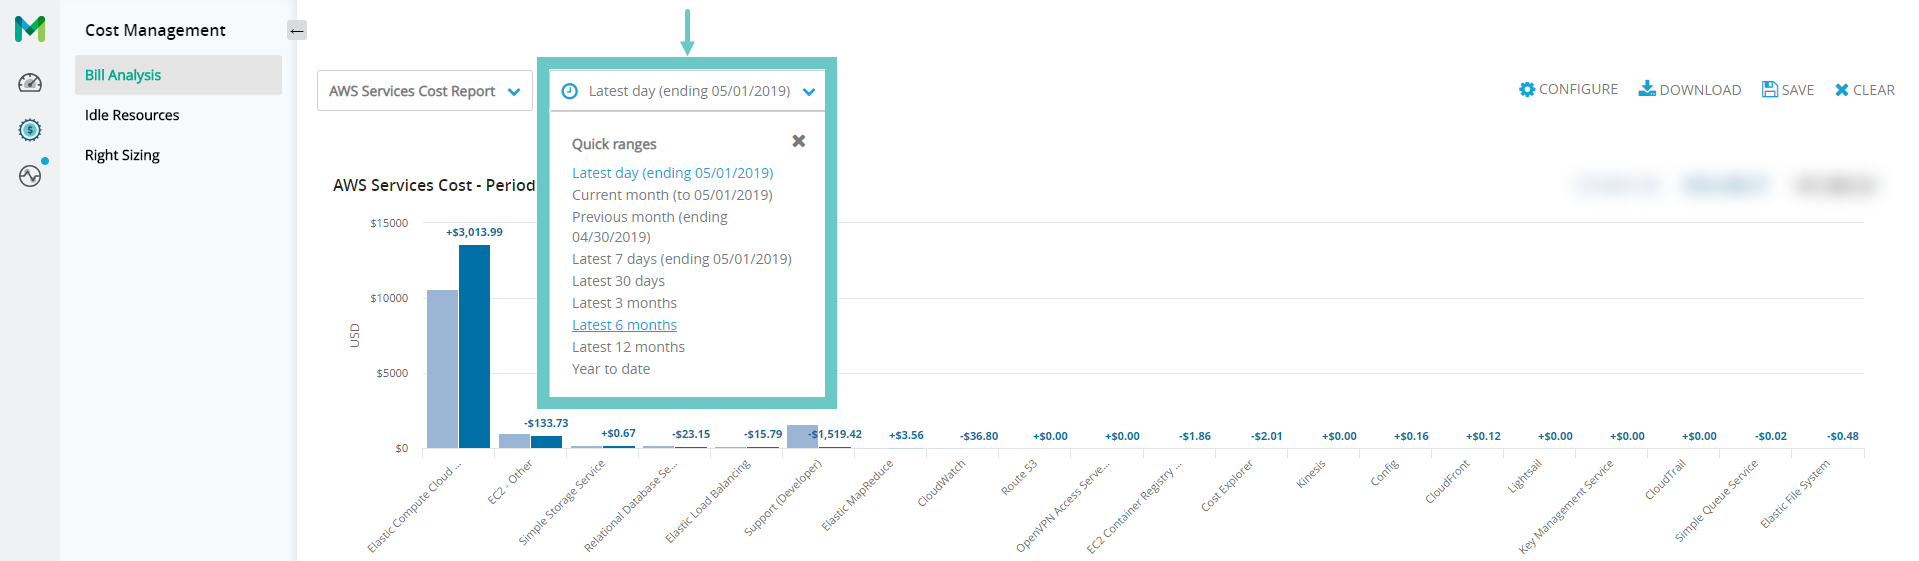 Cost Management
←
Bill Analysis
Idle Resources
Right Sizing
AWS Services Cost Report
Latest day (ending 05/01/2019)
CONFIGURE
DOWNLOAD
SAVE
CLEAR
Quick ranges
Latest day (ending 05/01/2019)
Current month (to 05/01/2019)
Previous month (ending
04/30/2019)
Latest 7 days (ending 05/01/2019)
Latest 30 days
Latest 3 months
Latest 6 months
Latest 12 months
Year to date
AWS Services Cost - Period
$15000
$10000
$5000
$0
USD
+$3,013.99
-$133.73
+$0.67
-$23.15
-$15.79
-$1,519.42
+$3.56
-$36.80
+$0.00
+$0.00
-$1.86
-$2.01
+$0.00
+$0.16
+$0.12
+$0.00
+$0.00
+$0.00
-$0.02
-$0.48
Elastic Compute Cloud ...
EC2 - Other
Simple Storage Service
Relational Database Se...
Elastic Load Balancing
Support (Developer)
Elastic MapReduce
CloudWatch
Route 53
OpenVPN Access Serve...
EC2 Container Registry ...
Cost Explorer
Kinesis
Config
CloudFront
Lightsail
Key Management Service
CloudTrail
Simple Queue Service
Elastic File System